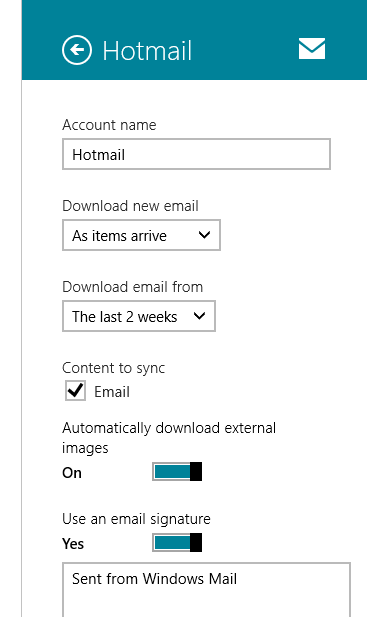 Hotmail
Account name
Hotmail
Download new email
As items arrive
Download email from
The last 2 weeks
Content to sync
Email
Automatically download external
images
On
Use an email signature
Yes
Sent from Windows Mail